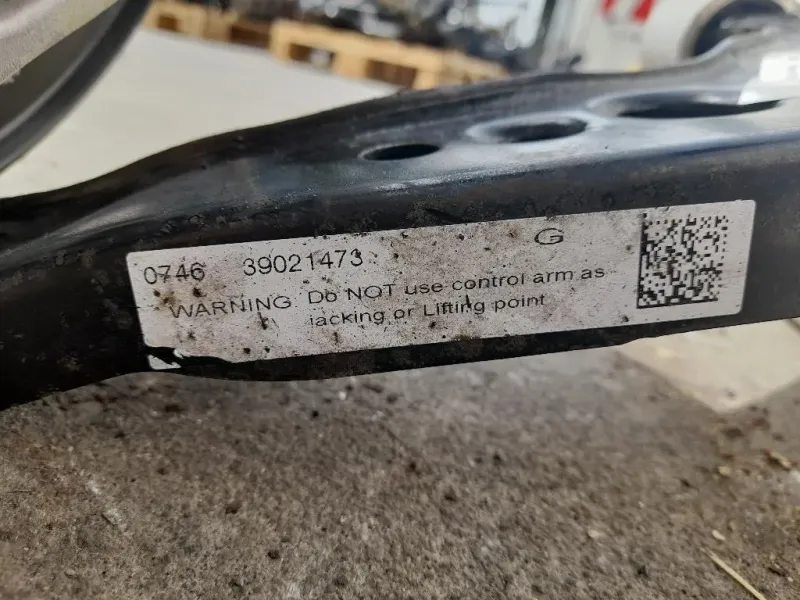 G
0746 39021473
WARNING: Do NOT use control arm as
jacking or Lifting point